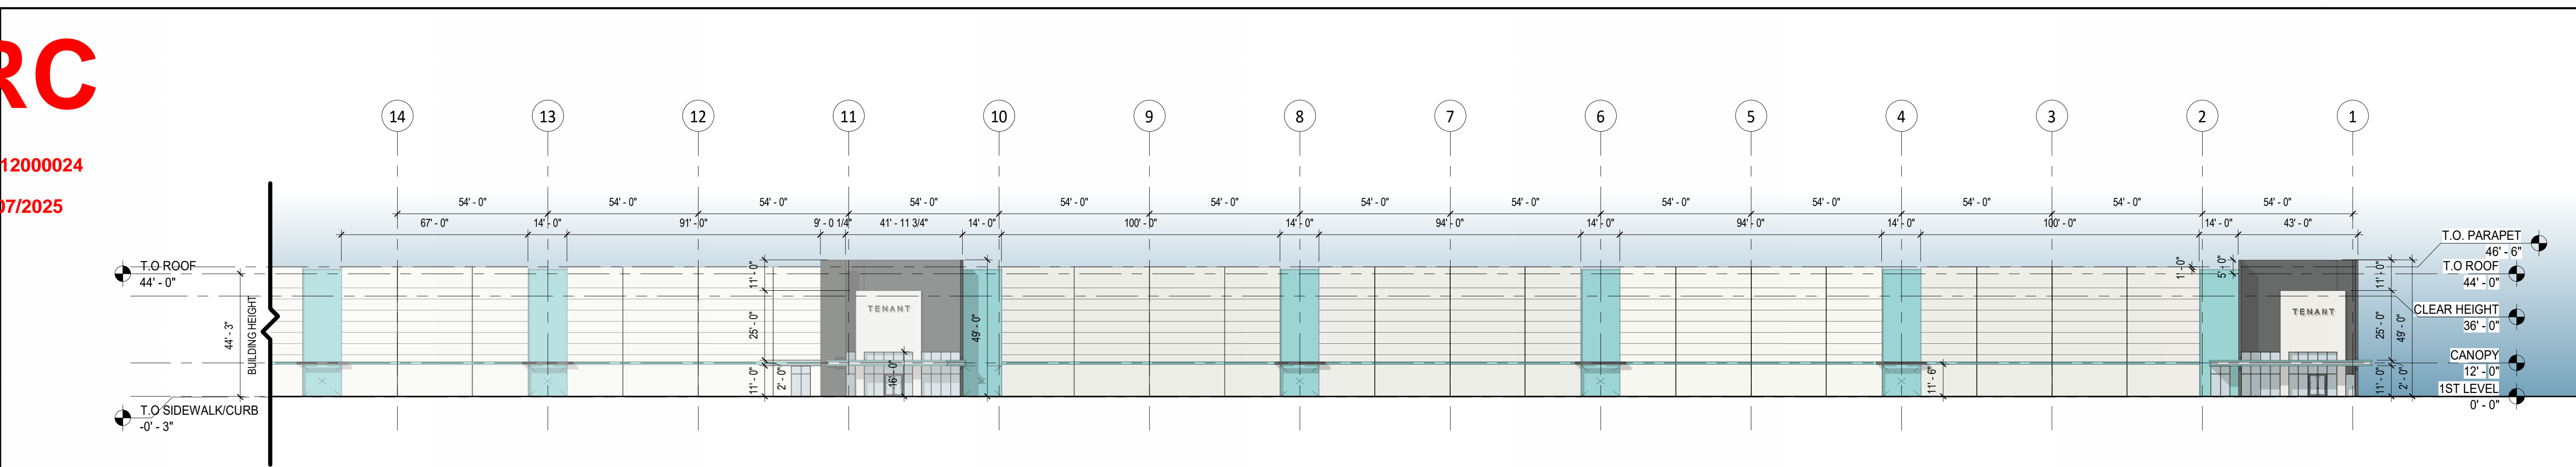 RC
12000024
07/2025
14 13 12 11 10 9 8 7 6 5 4 3 2 1
54' - 0" 54' - 0" 54' - 0" 54' - 0" 54' - 0" 54' - 0" 54' - 0" 54' - 0" 54' - 0" 54' - 0" 54' - 0" 54' - 0" 54' - 0"
67' - 0" 14' - 0" 91' - 0" 9' - 0 1/4" 41' - 11 3/4" 14' - 0" 100' - 0" 14' - 0" 94' - 0" 14' - 0" 94' - 0" 14' - 0" 100' - 0" 14' - 0" 43' - 0"
T.O ROOF
44' - 0"
44' - 3"
BUILDING HEIGHT
T.O SIDEWALK/CURB
-0' - 3"
11' - 0"
25' - 0"
11' - 0"
2' - 0"
TENANT
16' - 0"
49' - 0"
11' - 6"
1' - 0"
5' - 0"
TENANT
11' - 0"
25' - 0"
49' - 0"
11' - 0"
2' - 0"
T.O. PARAPET
46' - 6"
T.O ROOF
44' - 0"
CLEAR HEIGHT
36' - 0"
CANOPY
12' - 0"
1ST LEVEL
0' - 0"